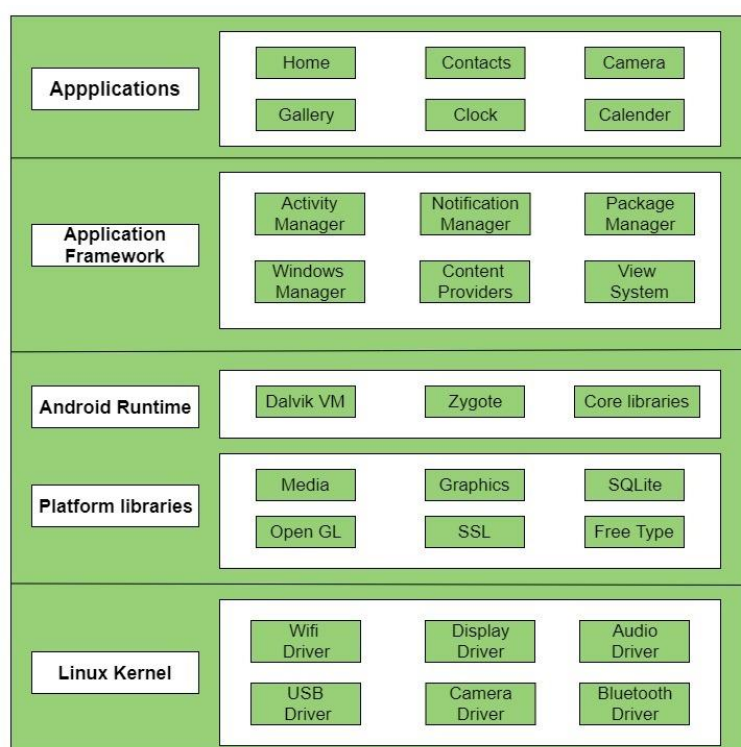 Appplications
Home
Contacts
Camera
Gallery
Clock
Calender
Application
Framework
Activity
Manager
Notification
Manager
Package
Manager
Windows
Manager
Content
Providers
View
System
Android Runtime
Dalvik VM
Zygote
Core libraries
Platform libraries
Media
Graphics
SQLite
Open GL
SSL
Free Type
Linux Kernel
Wifi
Driver
Display
Driver
Audio
Driver
USB
Driver
Camera
Driver
Bluetooth
Driver